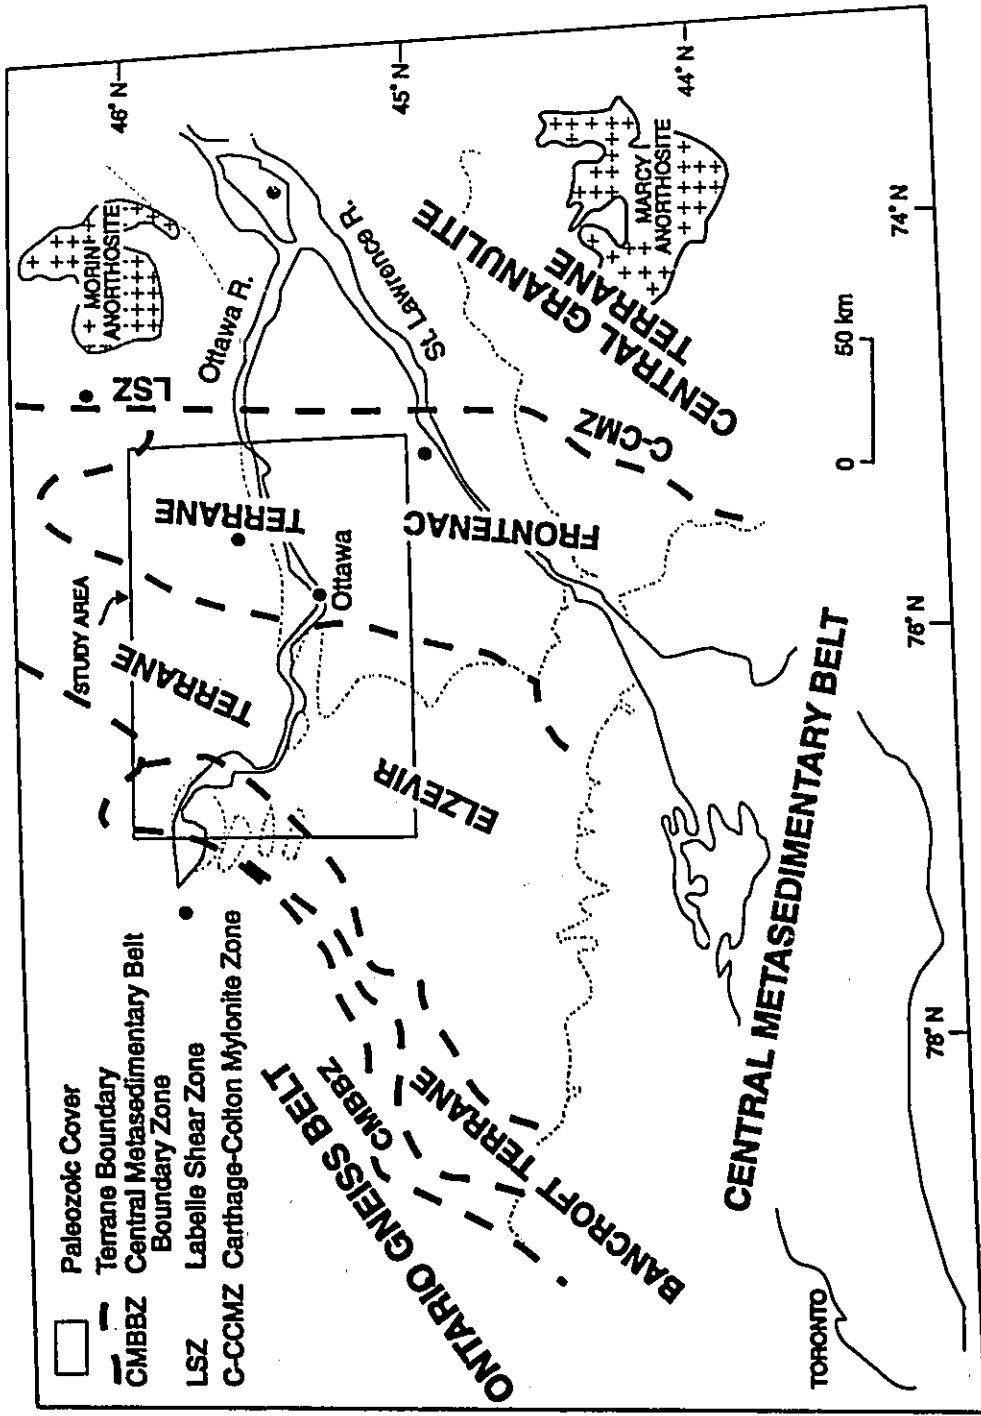 Paleozoic Cover
Terrane Boundary
CMBBZ Central Metasedimentary Belt
Boundary Zone
LSZ Labelle Shear Zone
C-CCMZ Carthage-Colton Mylonite Zone
STUDY AREA
ONTARIO GNEISS BELT
CMBBZ
BANCROFT TERRANE
ELZEVIR
TERRANE
FRONTENAC
TERRANE
Ottawa
Ottawa R.
St. Lawrence R.
LSZ
C-CMZ
MORIN
ANORTHOSITE
MARCY
ANORTHOSITE
CENTRAL GRANULITE
TERRANE
CENTRAL METASEDIMENTARY BELT
TORONTO
46° N
45° N
44° N
78° N
76° N
74° N
0 50 km